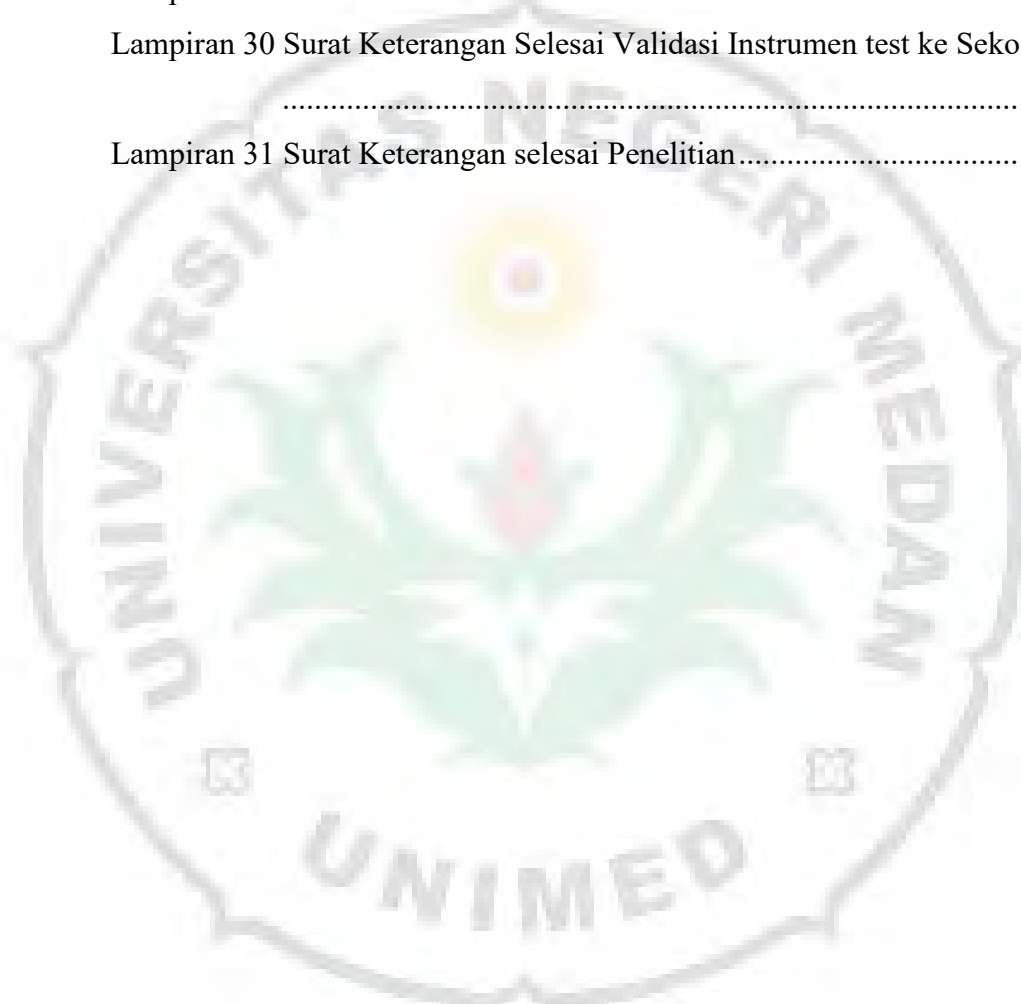 Lampiran 30 Surat Keterangan Selesai Validasi Instrumen test ke Seko
............................................................................................
Lampiran 31 Surat Keterangan selesai Penelitian...................................
UNIVERSITAS NEGERI MEDAN
UNIMED